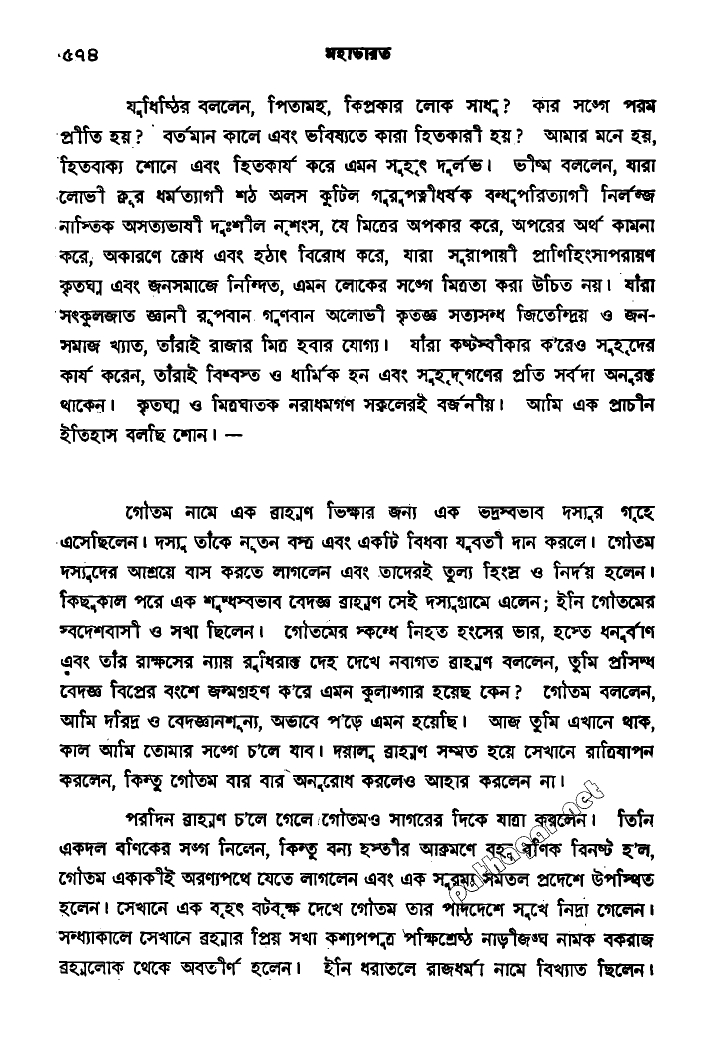 ৫৭৪ মহাভারত
যুধিষ্ঠির বললেন, পিতামহ, কিপ্রকার লোক সাধু? কার সঙ্গে পরম
প্রীতি হয়? বর্তমান কালে এবং ভবিষ্যতে কারা হিতকারী হয়? আমার মনে হয়,
হিতবাক্য শোনে এবং হিতকার্য করে এমন সুহৃৎ দুর্লভ। ভীষ্ম বললেন, যারা
লোভী ক্রূর ধর্মত্যাগী শঠ অলস কুটিল গুরুপত্নীধর্ষক বন্ধুপরিত্যাগী নির্লজ্জ
নাস্তিক অসত্যভাষী দুঃশীল নৃশংস, যে মিত্রের অপকার করে, অপরের অর্থ কামনা
করে, অকারণে ক্রোধ এবং হঠাৎ বিরোধ করে, যারা সুরাপায়ী প্রাণিহিংসাপরায়ণ
কৃতঘ্ন এবং জনসমাজে নিন্দিত, এমন লোকের সঙ্গে মিত্রতা করা উচিত নয়। যাঁরা
সৎকুলজাত জ্ঞানী রূপবান গুণবান অলোভী কৃতজ্ঞ সত্যসন্ধ জিতেন্দ্রিয় ও জন-
সমাজে খ্যাত, তাঁরাই রাজার মিত্র হবার যোগ্য। যাঁরা কষ্টস্বীকার ক'রেও সুহৃদের
কার্য করেন, তাঁরাই বিশ্বস্ত ও ধার্মিক হন এবং সুহৃদ্‌গণের প্রতি সর্বদা অনুরক্ত
থাকেন। কৃতঘ্ন ও মিত্রঘাতক নরাধমগণ সকলেরই বর্জনীয়। আমি এক প্রাচীন
ইতিহাস বলছি শোন। —
গৌতম নামে এক ব্রাহ্মণ ভিক্ষার জন্য এক ভদ্রস্বভাব দস্যুর গৃহে
এসেছিলেন। দস্যু তাঁকে নূতন বস্ত্র এবং একটি বিধবা যুবতী দান করলে। গৌতম
দস্যুদের আশ্রয়ে বাস করতে লাগলেন এবং তাদেরই তুল্য হিংস্র ও নির্দয় হলেন।
কিছুকাল পরে এক শুদ্ধস্বভাব বেদজ্ঞ ব্রাহ্মণ সেই দস্যুগ্রামে এলেন; ইনি গৌতমের
স্বদেশবাসী ও সখা ছিলেন। গৌতমের স্কন্ধে নিহত হংসের ভার, হস্তে ধনুর্বাণ
এবং তাঁর রাক্ষসের ন্যায় রুধিরাক্ত দেহ দেখে নবাগত ব্রাহ্মণ বললেন, তুমি প্রসিদ্ধ
বেদজ্ঞ বিপ্রের বংশে জন্মগ্রহণ ক'রে এমন কুলাঙ্গার হয়েছ কেন? গৌতম বললেন,
আমি দরিদ্র ও বেদজ্ঞানশূন্য, অভাবে প'ড়ে এমন হয়েছি। আজ তুমি এখানে থাক,
কাল আমি তোমার সঙ্গে চ'লে যাব। দয়ালু ব্রাহ্মণ সম্মত হয়ে সেখানে রাত্রিযাপন
করলেন, কিন্তু গৌতম বার বার অনুরোধ করলেও আহার করলেন না।
পরদিন ব্রাহ্মণ চ'লে গেলে গৌতমও সাগরের দিকে যাত্রা করলেন। তিনি
একদল বণিকের সঙ্গ নিলেন, কিন্তু বন্য হস্তীর আক্রমণে বহু বণিক বিনষ্ট হ'ল,
গৌতম একাকীই অরণ্যপথে যেতে লাগলেন এবং এক সুরম্য সমতল প্রদেশে উপস্থিত
হলেন। সেখানে এক বৃহৎ বটবৃক্ষ দেখে গৌতম তার পাদদেশে সুখে নিদ্রা গেলেন।
সন্ধ্যাকালে সেখানে ব্রহ্মার প্রিয় সখা কশ্যপপুত্র পক্ষিশ্রেষ্ঠ নাড়ীজঙ্ঘ নামক বকরাজ
ব্রহ্মলোক থেকে অবতীর্ণ হলেন। ইনি ধরাতলে রাজধর্মা নামে বিখ্যাত ছিলেন।
pathagar.net